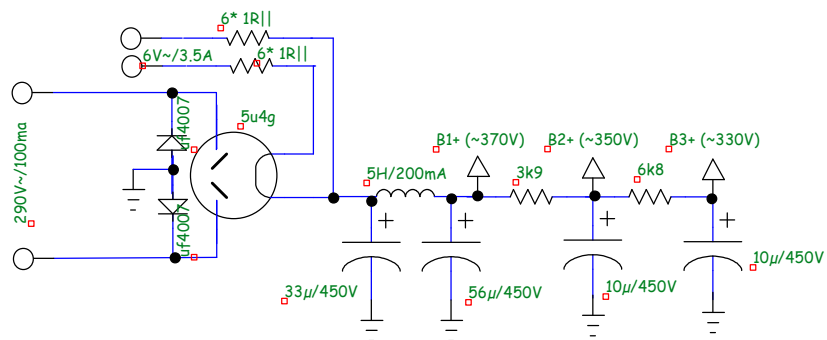 6* 1R||
6V~/3.5A
6* 1R||
uf4007
5u4g
290V~/100ma
uf4007
B1+ (~370V)
B2+ (~350V)
B3+ (~330V)
5H/200mA
3k9
6k8
+
+
+
+
33µ/450V
56µ/450V
10µ/450V
10µ/450V